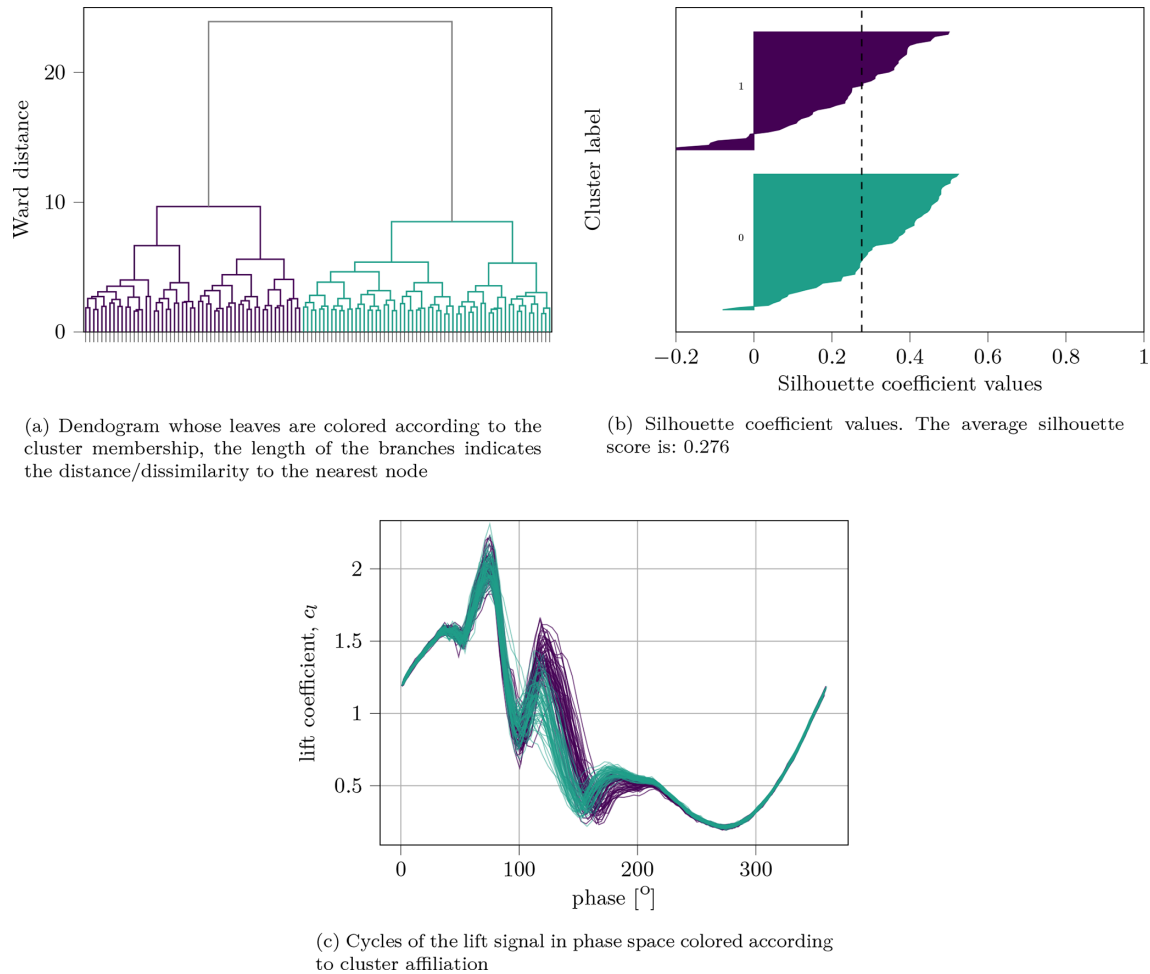 20
10
0
Ward distance
(a) Dendogram whose leaves are colored according to the
cluster membership, the length of the branches indicates
the distance/dissimilarity to the nearest node
1
0
Cluster label
−0.2 0 0.2 0.4 0.6 0.8 1
Silhouette coefficient values
(b) Silhouette coefficient values. The average silhouette
score is: 0.276
2
1.5
1
0.5
lift coefficient, cl
0 100 200 300
phase [o]
(c) Cycles of the lift signal in phase space colored according
to cluster affiliation